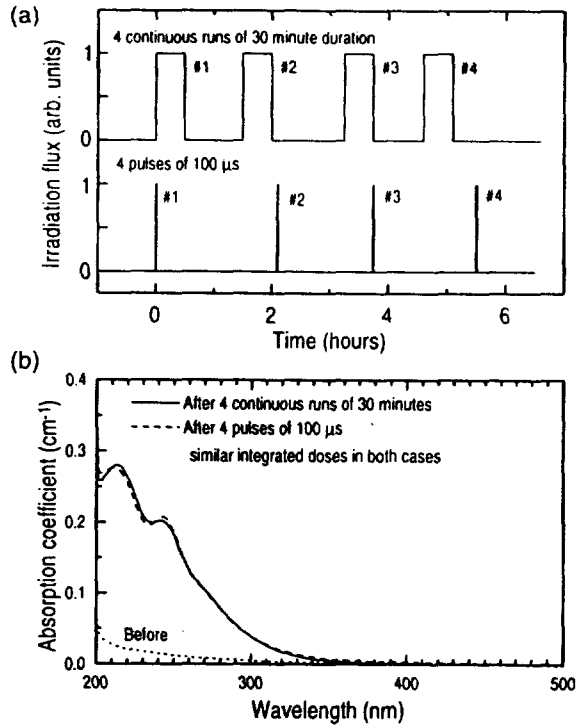 (a)
4 continuous runs of 30 minute duration
1
#1
#2
#3
#4
0
4 pulses of 100 µs
1
#1
#2
#3
#4
0
Irradiation flux (arb. units)
0
2
4
6
Time (hours)
(b)
0.4
After 4 continuous runs of 30 minutes
After 4 pulses of 100 µs
similar integrated doses in both cases
0.3
0.2
0.1
Before
0.0
Absorption coefficient (cm-1)
200
300
400
500
Wavelength (nm)